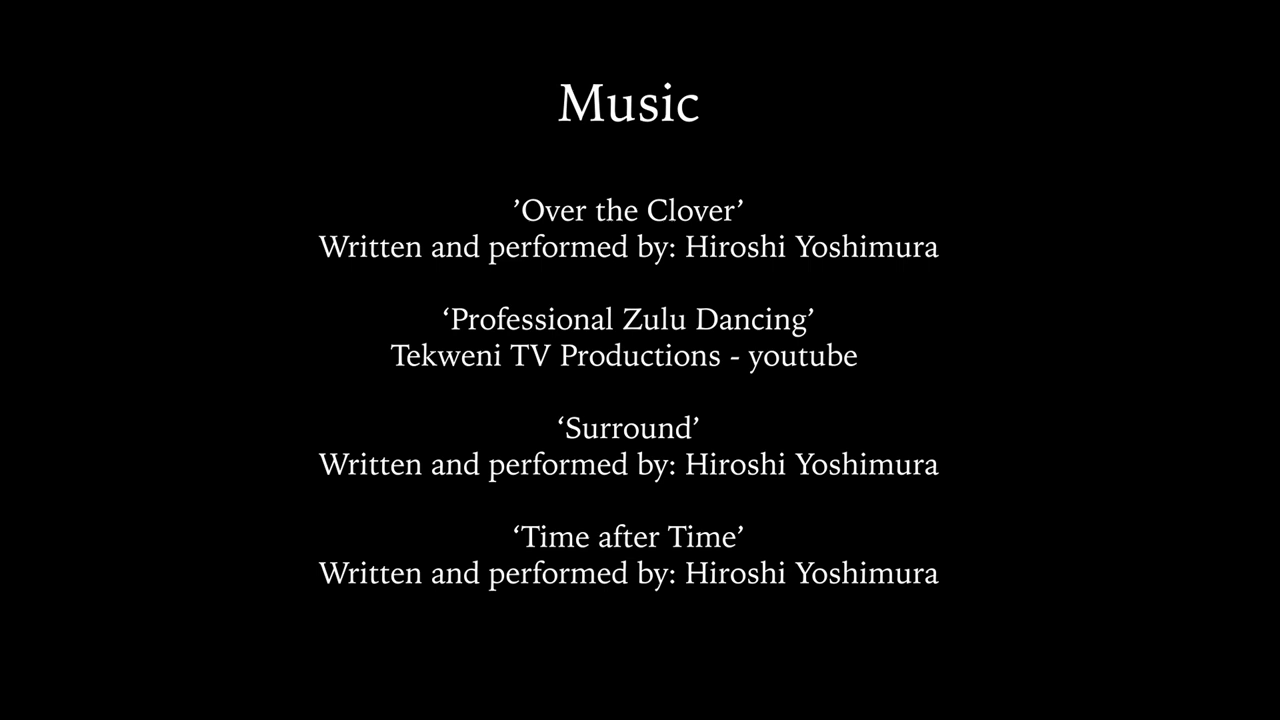 Music
’Over the Clover’
Written and performed by: Hiroshi Yoshimura
‘Professional Zulu Dancing’
Tekweni TV Productions - youtube
‘Surround’
Written and performed by: Hiroshi Yoshimura
‘Time after Time’
Written and performed by: Hiroshi Yoshimura